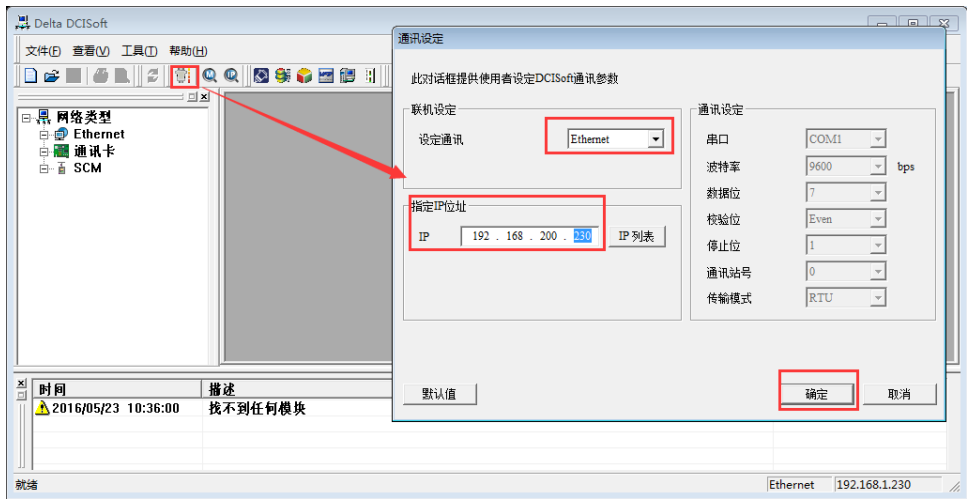 Delta DCISoft
文件(F) 查看(V) 工具(T) 帮助(H)
网络类型
Ethernet
通讯卡
SCM
通讯设定
此对话框提供使用者设定DCISoft通讯参数
联机设定
设定通讯 Ethernet
指定IP位址
IP 192 . 168 . 200 . 230 IP 列表
通讯设定
串口 COM1
波特率 9600 bps
数据位 7
校验位 Even
停止位 1
通讯站号 0
传输模式 RTU
默认值 确定 取消
时间 描述
2016/05/23 10:36:00 找不到任何模块
就绪 Ethernet 192.168.1.230